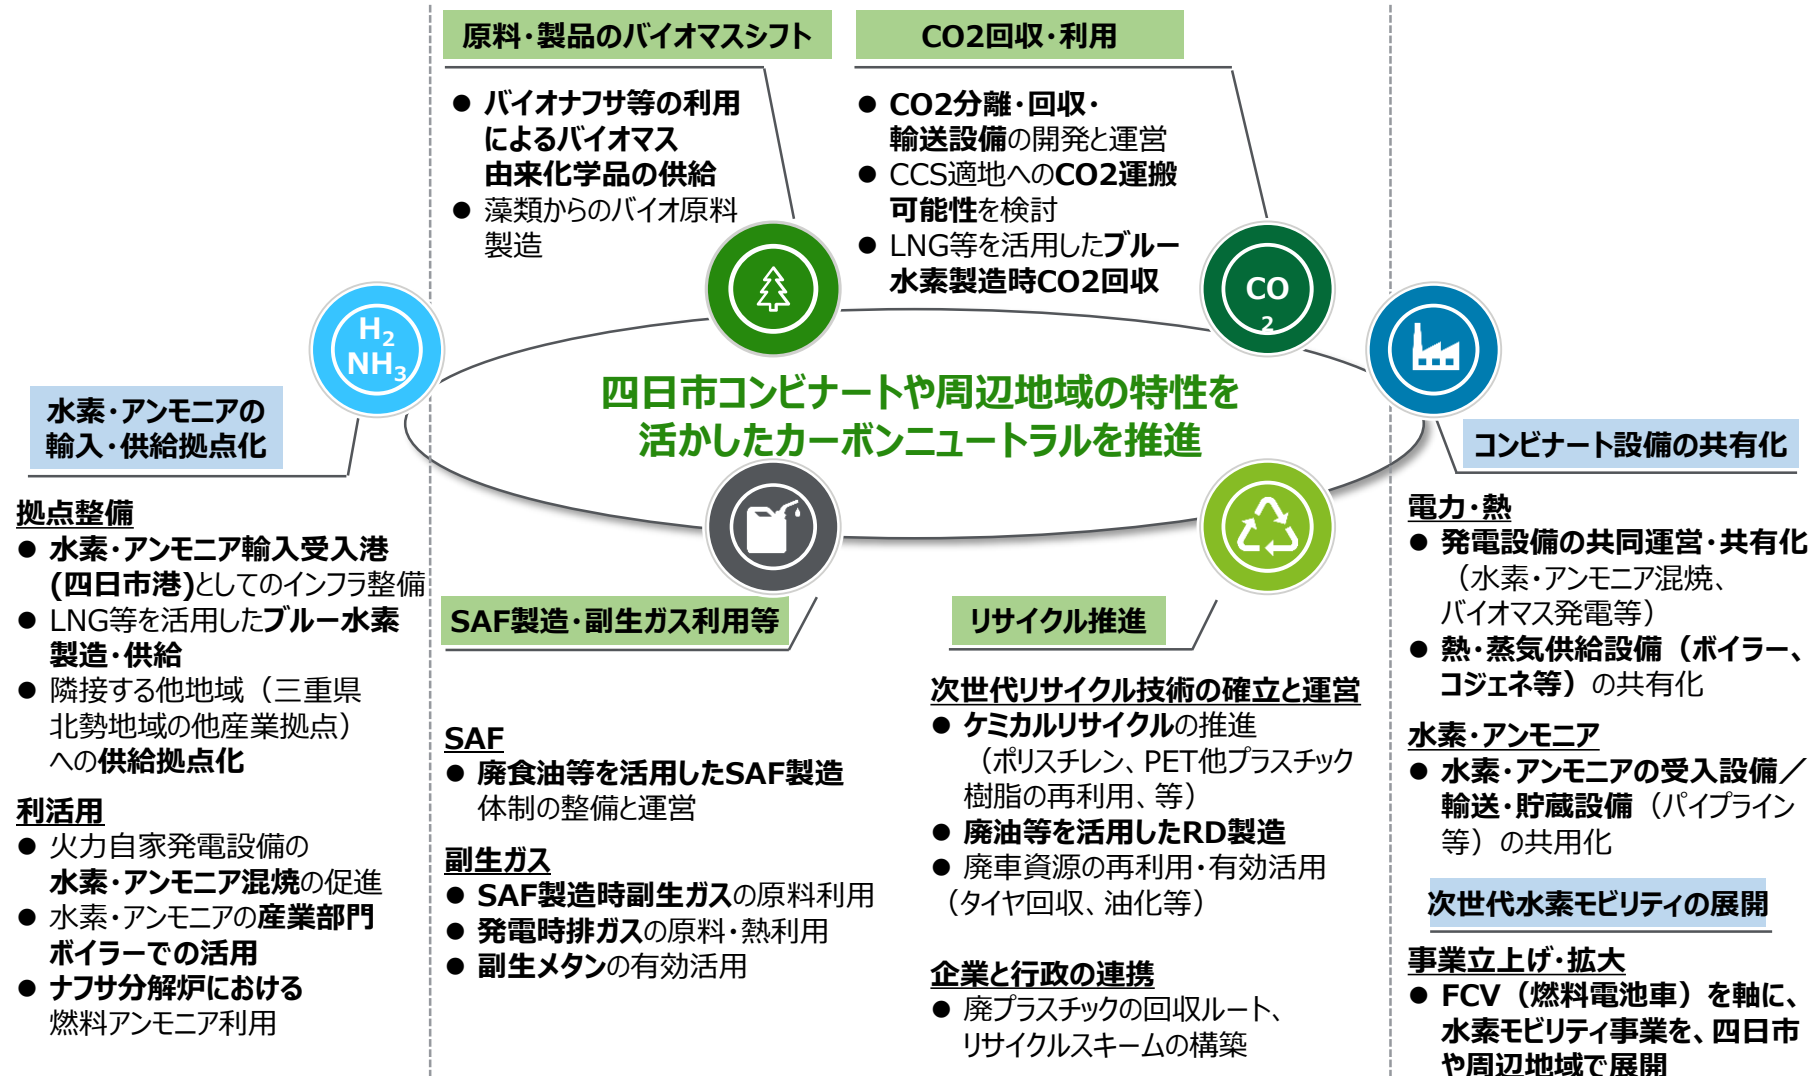 原料・製品のバイオマスシフト
● バイオナフサ等の利用
によるバイオマス
由来化学品の供給
● 藻類からのバイオ原料
製造
CO2回収・利用
● CO2分離・回収・
輸送設備の開発と運営
● CCS適地へのCO2運搬
可能性を検討
● LNG等を活用したブルー
水素製造時CO2回収
H2
NH3
CO
2
四日市コンビナートや周辺地域の特性を
活かしたカーボンニュートラルを推進
水素・アンモニアの
輸入・供給拠点化
拠点整備
● 水素・アンモニア輸入受入港
(四日市港)としてのインフラ整備
● LNG等を活用したブルー水素
製造・供給
● 隣接する他地域（三重県
北勢地域の他産業拠点）
への供給拠点化
利活用
● 火力自家発電設備の
水素・アンモニア混焼の促進
● 水素・アンモニアの産業部門
ボイラーでの活用
● ナフサ分解炉における
燃料アンモニア利用
SAF製造・副生ガス利用等
SAF
● 廃食油等を活用したSAF製造
体制の整備と運営
副生ガス
● SAF製造時副生ガスの原料利用
● 発電時排ガスの原料・熱利用
● 副生メタンの有効活用
リサイクル推進
次世代リサイクル技術の確立と運営
● ケミカルリサイクルの推進
（ポリスチレン、PET他プラスチック
樹脂の再利用、等）
● 廃油等を活用したRD製造
● 廃車資源の再利用・有効活用
（タイヤ回収、油化等）
企業と行政の連携
● 廃プラスチックの回収ルート、
リサイクルスキームの構築
コンビナート設備の共有化
電力・熱
● 発電設備の共同運営・共有化
（水素・アンモニア混焼、
バイオマス発電等）
● 熱・蒸気供給設備（ボイラー、
コジェネ等）の共有化
水素・アンモニア
● 水素・アンモニアの受入設備／
輸送・貯蔵設備（パイプライン
等）の共用化
次世代水素モビリティの展開
事業立上げ・拡大
● FCV（燃料電池車）を軸に、
水素モビリティ事業を、四日市
や周辺地域で展開